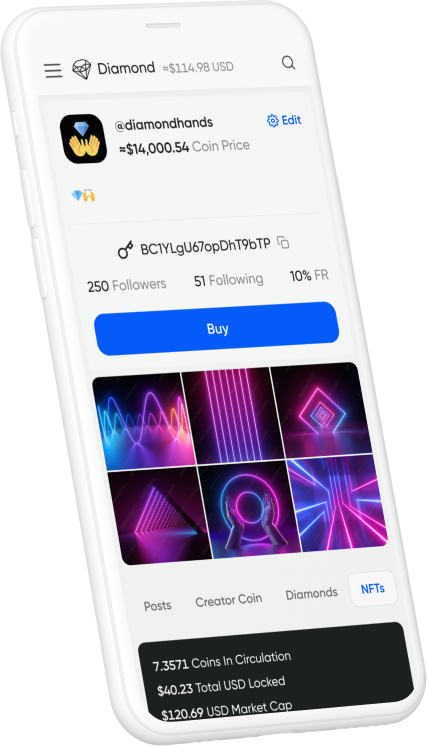 Diamond ≈$114.98 USD
@diamondhands
Edit
≈$14,000.54 Coin Price
BC1YLgU67opDhT9bTP
250 Followers 51 Following 10% FR
Buy
Posts Creator Coin Diamonds NFTs
7.3571 Coins In Circulation
$40.23 Total USD Locked
$120.69 USD Market Cap